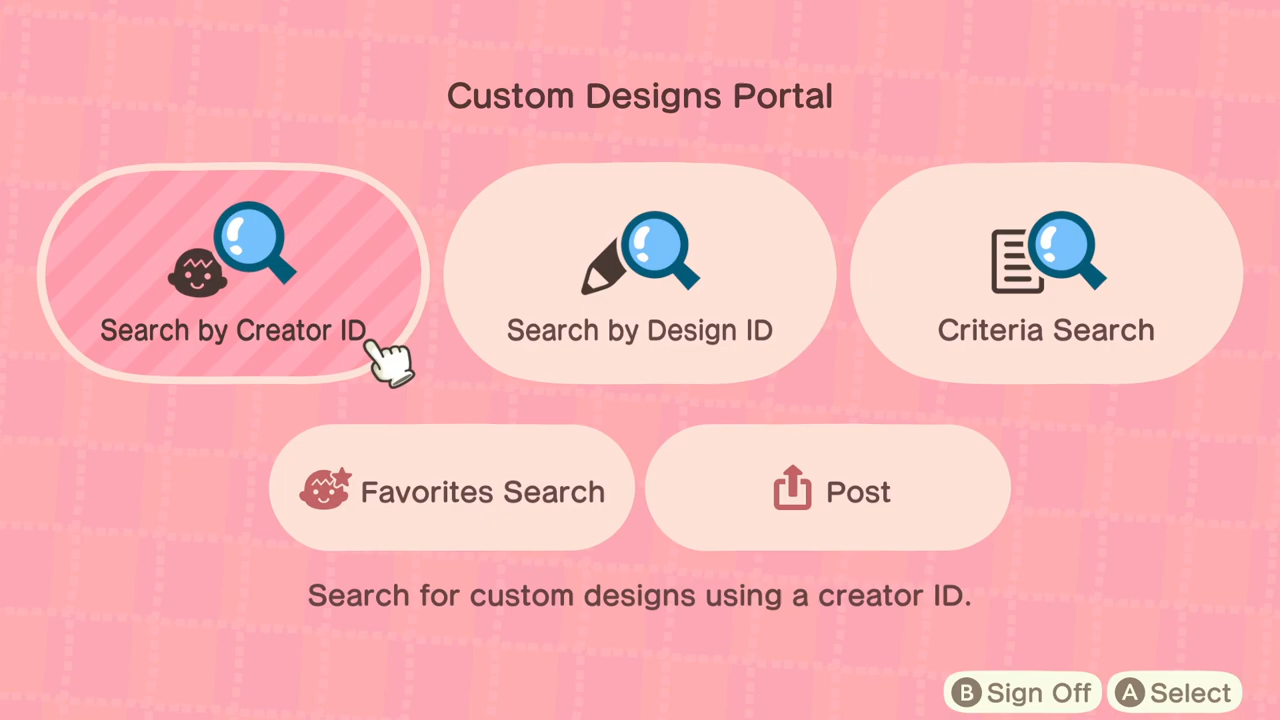 Custom Designs Portal
Search by Creator ID
Search by Design ID
Criteria Search
Favorites Search
Post
Search for custom designs using a creator ID.
B Sign Off
A Select